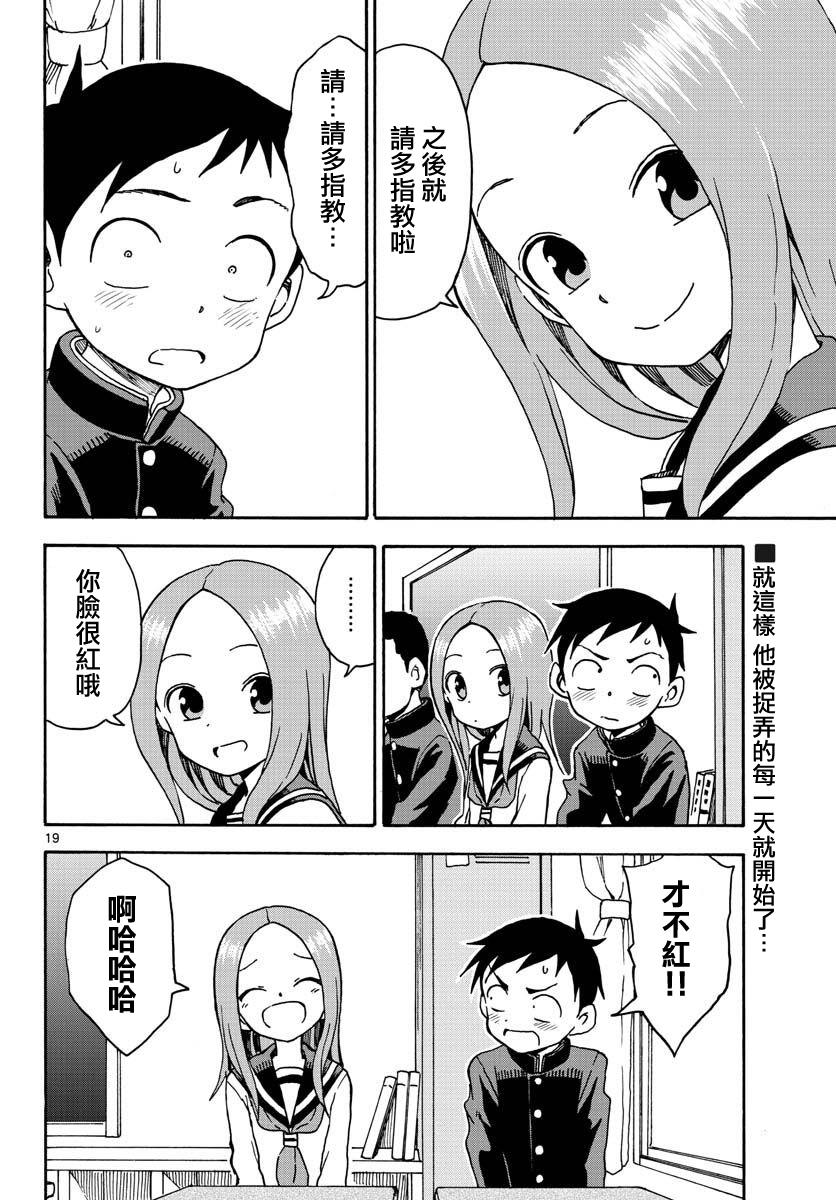 之後就
請多指教啦
請…
請多指教…
………
你臉很紅哦
■就這樣 他被捉弄的每一天就開始了…
才不紅!!
啊哈哈哈
19